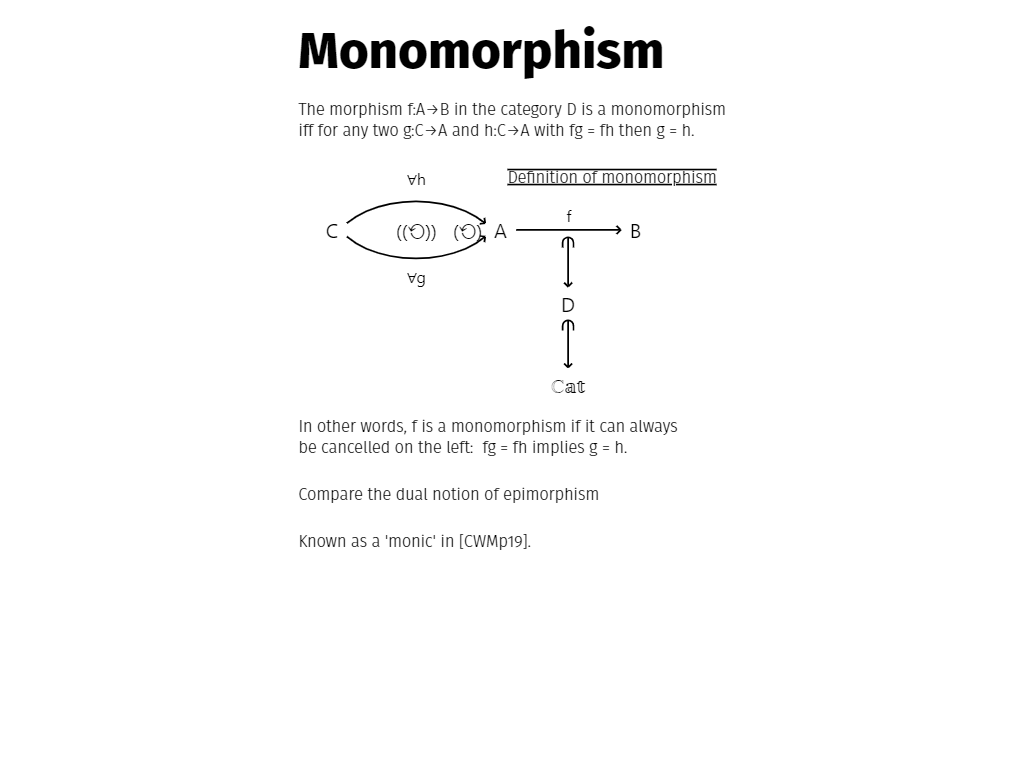 Monomorphism
The morphism f:A→B in the category D is a monomorphism
iff for any two g:C→A and h:C→A with fg = fh then g = h.
Definition of monomorphism
∀h
f
C ((↺)) (↺) A B
∀g
D
ℂ𝕒𝕥
In other words, f is a monomorphism if it can always
be cancelled on the left:  fg = fh implies g = h.
Compare the dual notion of epimorphism
Known as a 'monic' in [CWMp19].